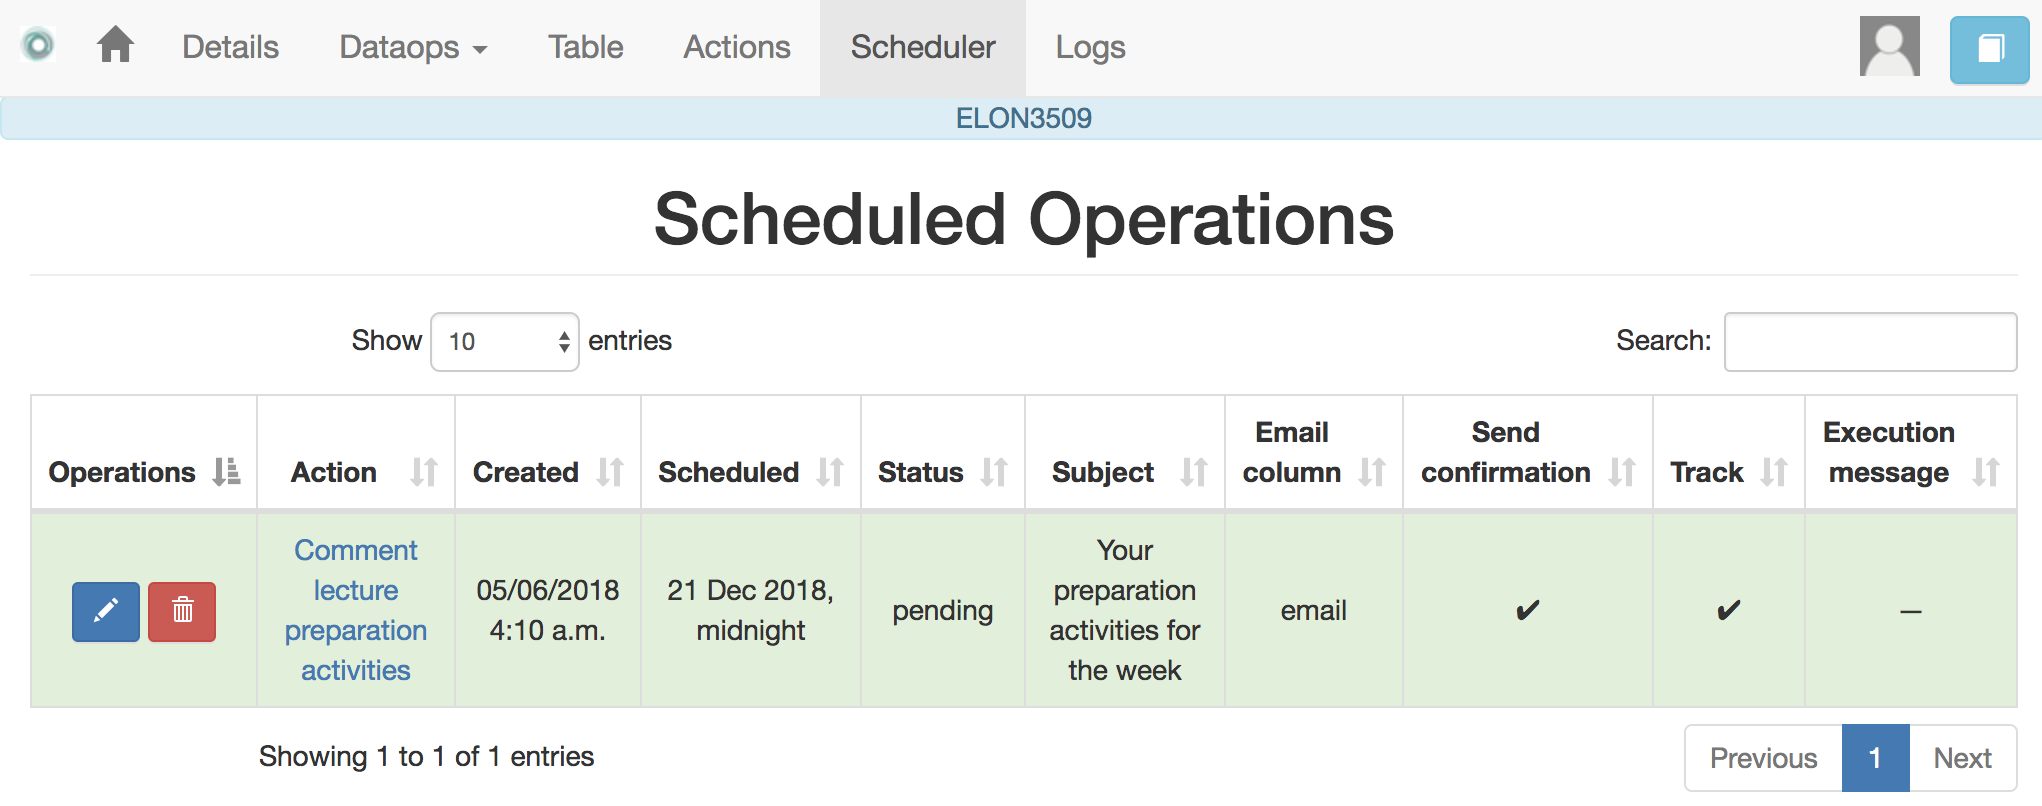 Details Dataops Table Actions Scheduler Logs
ELON3509
Scheduled Operations
Show 10 entries Search:
Operations Action Created Scheduled Status Subject Email column Send confirmation Track Execution message
Comment lecture preparation activities 05/06/2018 4:10 a.m. 21 Dec 2018, midnight pending Your preparation activities for the week email ✔ ✔ —
Showing 1 to 1 of 1 entries Previous 1 Next